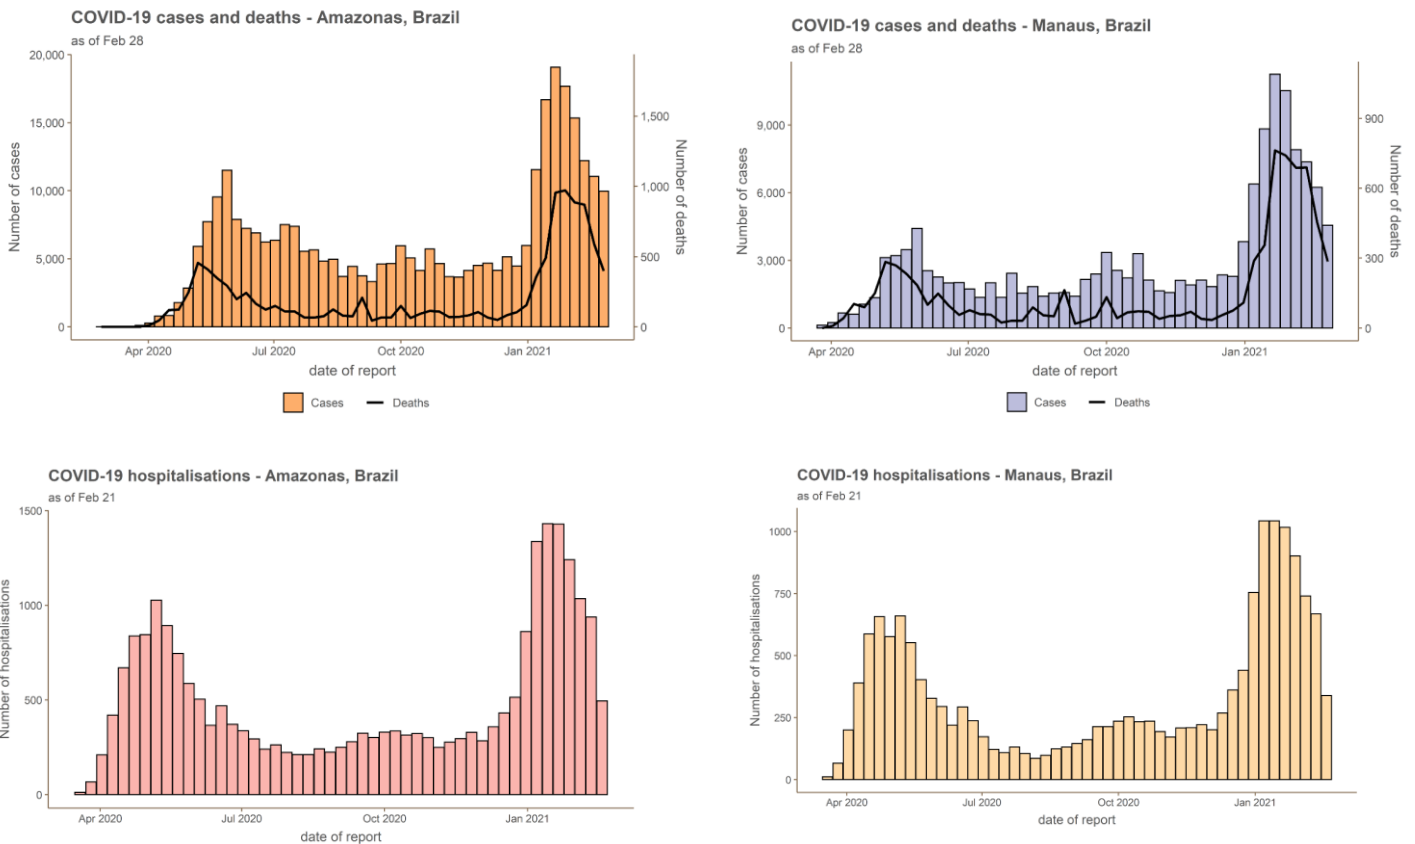 COVID-19 cases and deaths - Amazonas, Brazil
as of Feb 28
20,000
15,000
10,000
5,000
0
Number of cases
1,500
1,000
500
0
Number of deaths
Apr 2020 Jul 2020 Oct 2020 Jan 2021
date of report
Cases Deaths
COVID-19 cases and deaths - Manaus, Brazil
as of Feb 28
9,000
6,000
3,000
0
Number of cases
900
600
300
0
Number of deaths
Apr 2020 Jul 2020 Oct 2020 Jan 2021
date of report
Cases Deaths
COVID-19 hospitalisations - Amazonas, Brazil
as of Feb 21
1500
1000
500
0
Number of hospitalisations
Apr 2020 Jul 2020 Oct 2020 Jan 2021
date of report
COVID-19 hospitalisations - Manaus, Brazil
as of Feb 21
1000
750
500
250
0
Number of hospitalisations
Apr 2020 Jul 2020 Oct 2020 Jan 2021
date of report